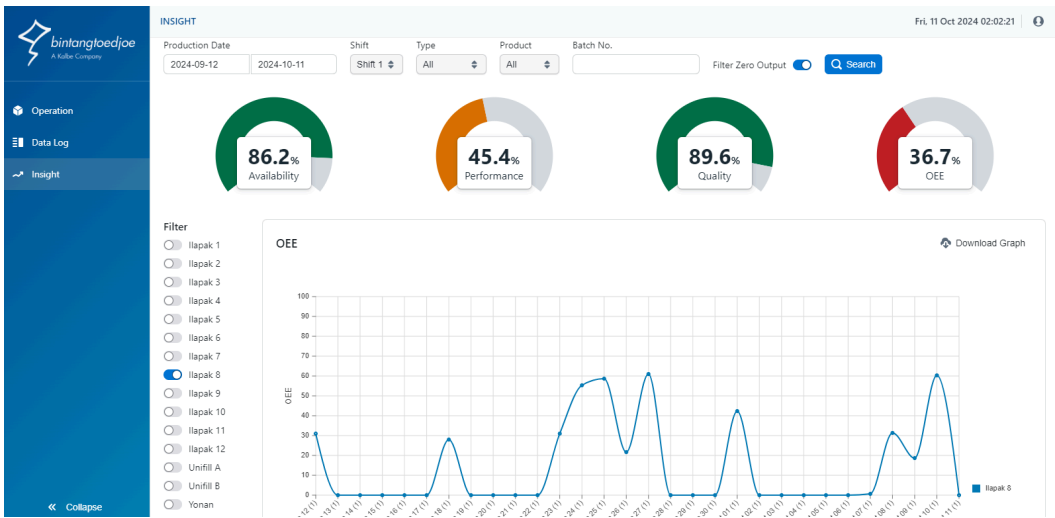 bintangtoedjoe
A Kalbe Company
Operation
Data Log
Insight
Collapse
INSIGHT
Fri, 11 Oct 2024 02:02:21
Production Date
Shift
Type
Product
Batch No.
2024-09-12
2024-10-11
Shift 1
All
All
Filter Zero Output
Search
86.2%
Availability
45.4%
Performance
89.6%
Quality
36.7%
OEE
Filter
Ilapak 1
Ilapak 2
Ilapak 3
Ilapak 4
Ilapak 5
Ilapak 6
Ilapak 7
Ilapak 8
Ilapak 9
Ilapak 10
Ilapak 11
Ilapak 12
Unifill A
Unifill B
Yonan
OEE
Download Graph
100
90
80
70
60
50
40
30
20
10
0
OEE
Ilapak 8